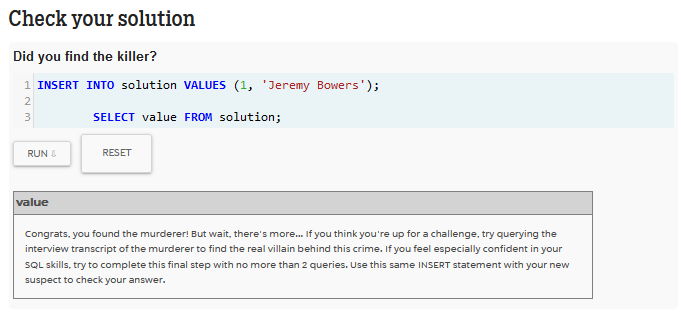 Check your solution
Did you find the killer?
1 INSERT INTO solution VALUES (1, 'Jeremy Bowers');
2
3 SELECT value FROM solution;
RUN ⇩
RESET
value
Congrats, you found the murderer! But wait, there's more... If you think you're up for a challenge, try querying the
interview transcript of the murderer to find the real villain behind this crime. If you feel especially confident in your
SQL skills, try to complete this final step with no more than 2 queries. Use this same INSERT statement with your new
suspect to check your answer.